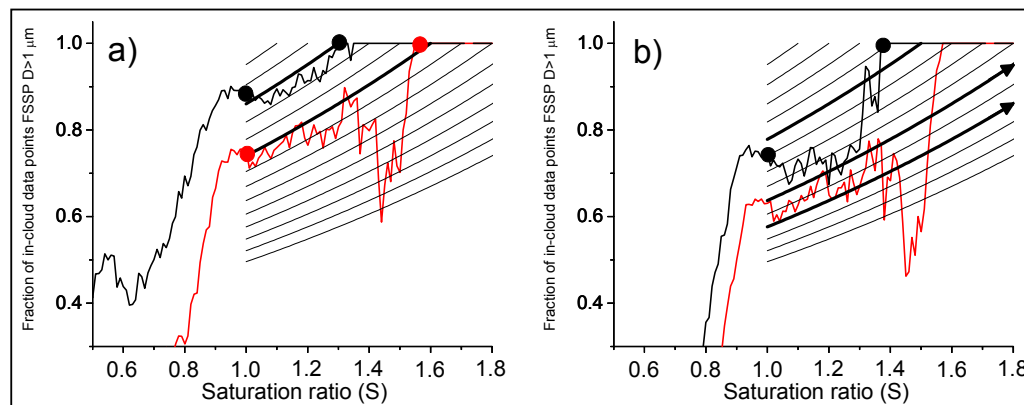 a)
Fraction of in-cloud data points FSSP D>1 μm
1.0
0.8
0.6
0.4
0.6 0.8 1.0 1.2 1.4 1.6 1.8
Saturation ratio (S)
b)
Fraction of in-cloud data points FSSP D>1 μm
1.0
0.8
0.6
0.4
0.6 0.8 1.0 1.2 1.4 1.6 1.8
Saturation ratio (S)